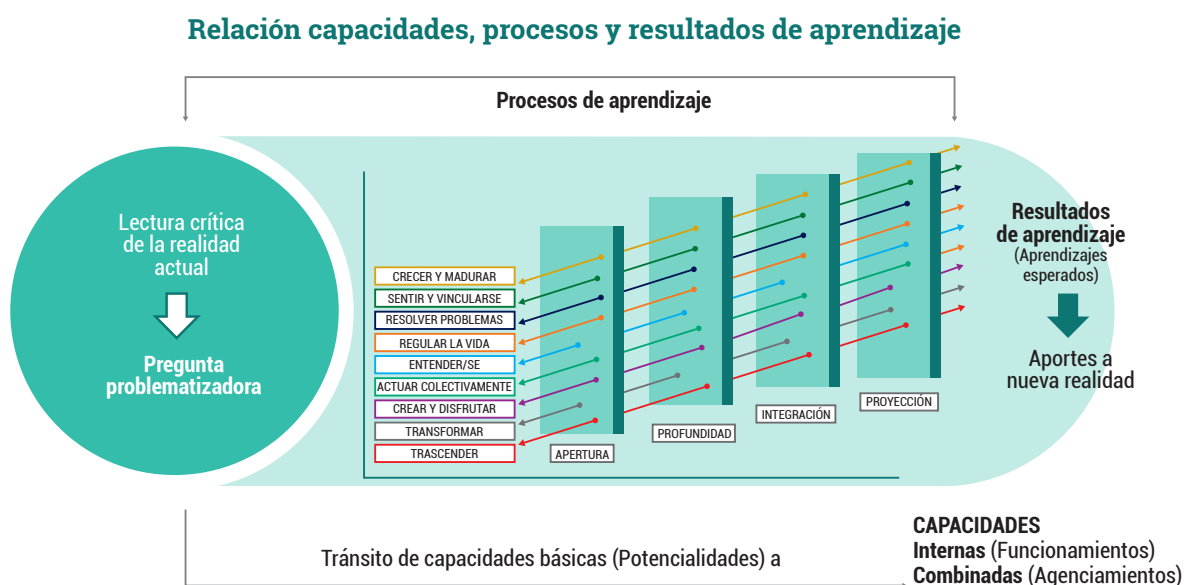 Relación capacidades, procesos y resultados de aprendizaje
Procesos de aprendizaje
Lectura crítica
de la realidad
actual
Pregunta
problematizadora
CRECER Y MADURAR
SENTIR Y VINCULARSE
RESOLVER PROBLEMAS
REGULAR LA VIDA
ENTENDER/SE
ACTUAR COLECTIVAMENTE
CREAR Y DISFRUTAR
TRANSFORMAR
TRASCENDER
APERTURA
PROFUNDIDAD
INTEGRACIÓN
PROYECCIÓN
Resultados
de aprendizaje
(Aprendizajes
esperados)
Aportes a
nueva realidad
Tránsito de capacidades básicas (Potencialidades) a
CAPACIDADES
Internas (Funcionamientos)
Combinadas (Agenciamientos)